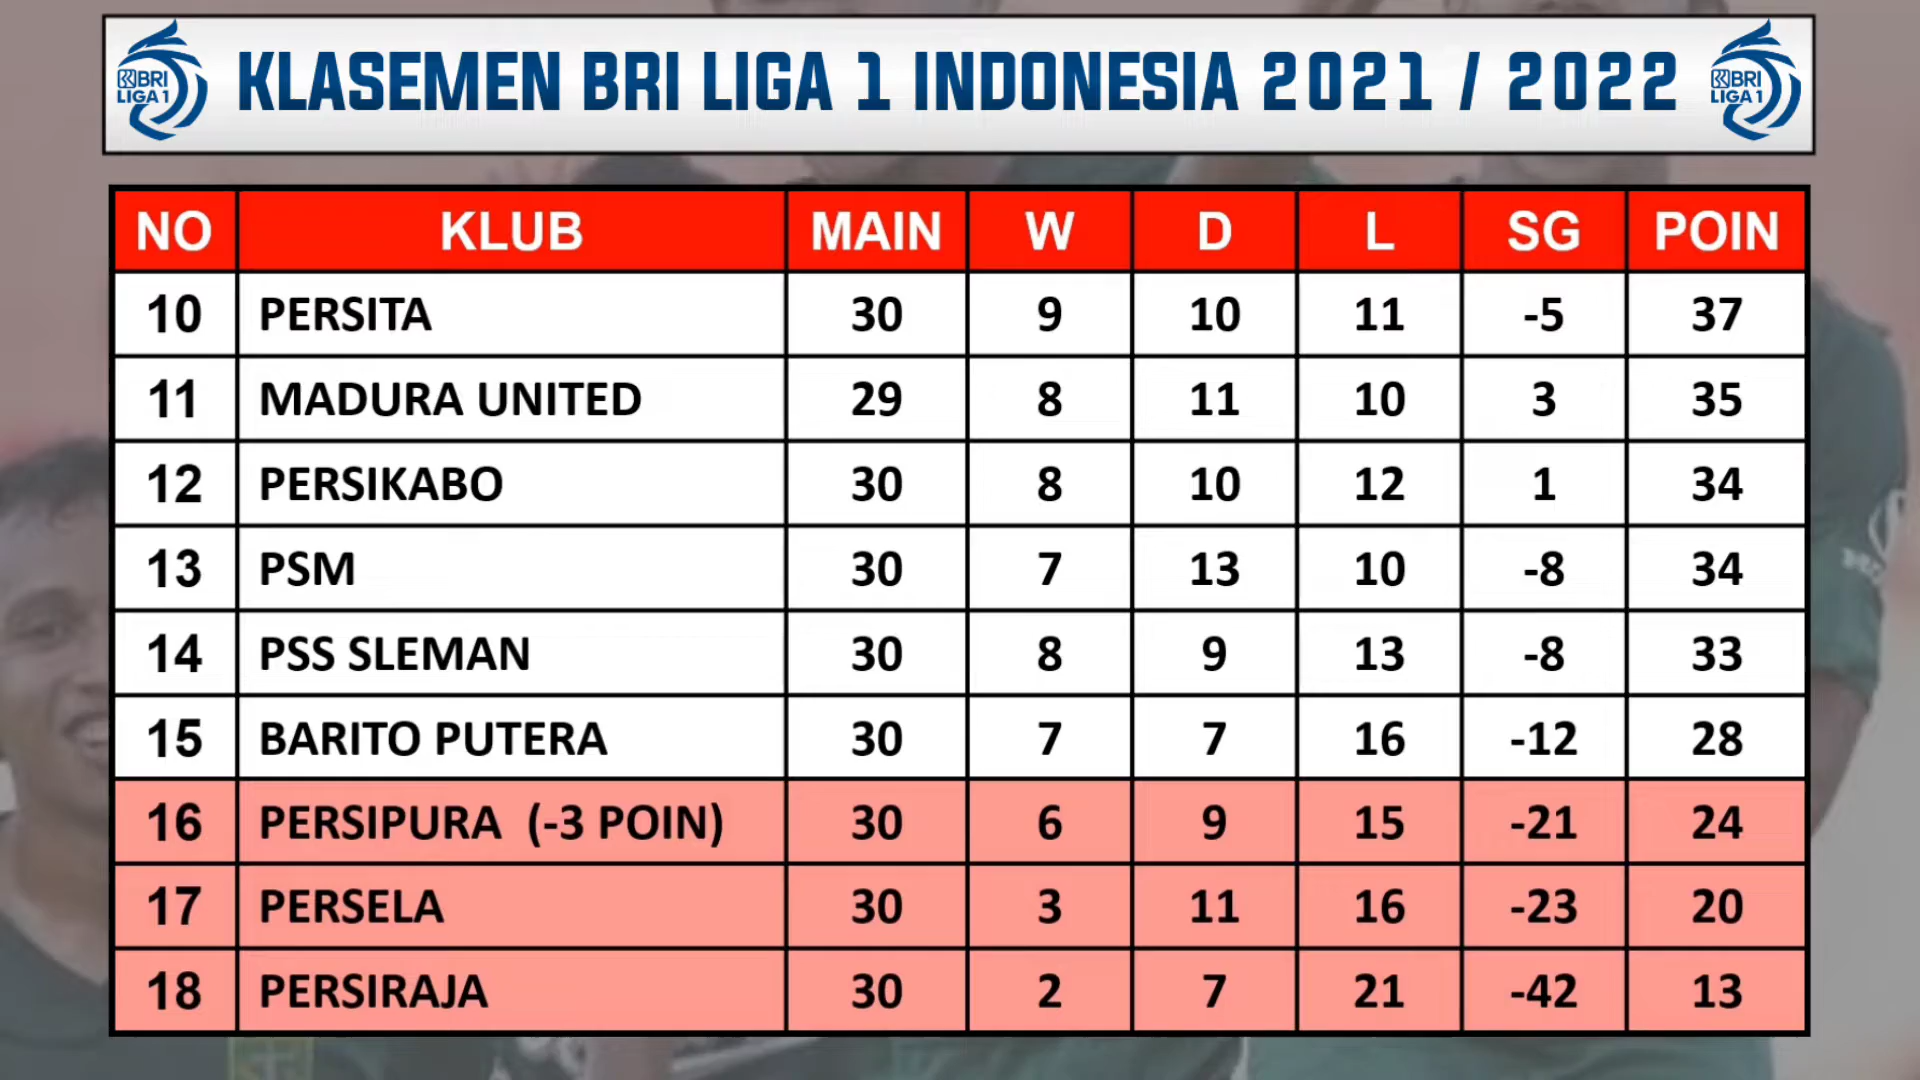 BRI
LIGA 1
KLASEMEN BRI LIGA 1 INDONESIA 2021 / 2022
BRI
LIGA 1
NO KLUB MAIN W D L SG POIN
10 PERSITA 30 9 10 11 -5 37
11 MADURA UNITED 29 8 11 10 3 35
12 PERSIKABO 30 8 10 12 1 34
13 PSM 30 7 13 10 -8 34
14 PSS SLEMAN 30 8 9 13 -8 33
15 BARITO PUTERA 30 7 7 16 -12 28
16 PERSIPURA (-3 POIN) 30 6 9 15 -21 24
17 PERSELA 30 3 11 16 -23 20
18 PERSIRAJA 30 2 7 21 -42 13